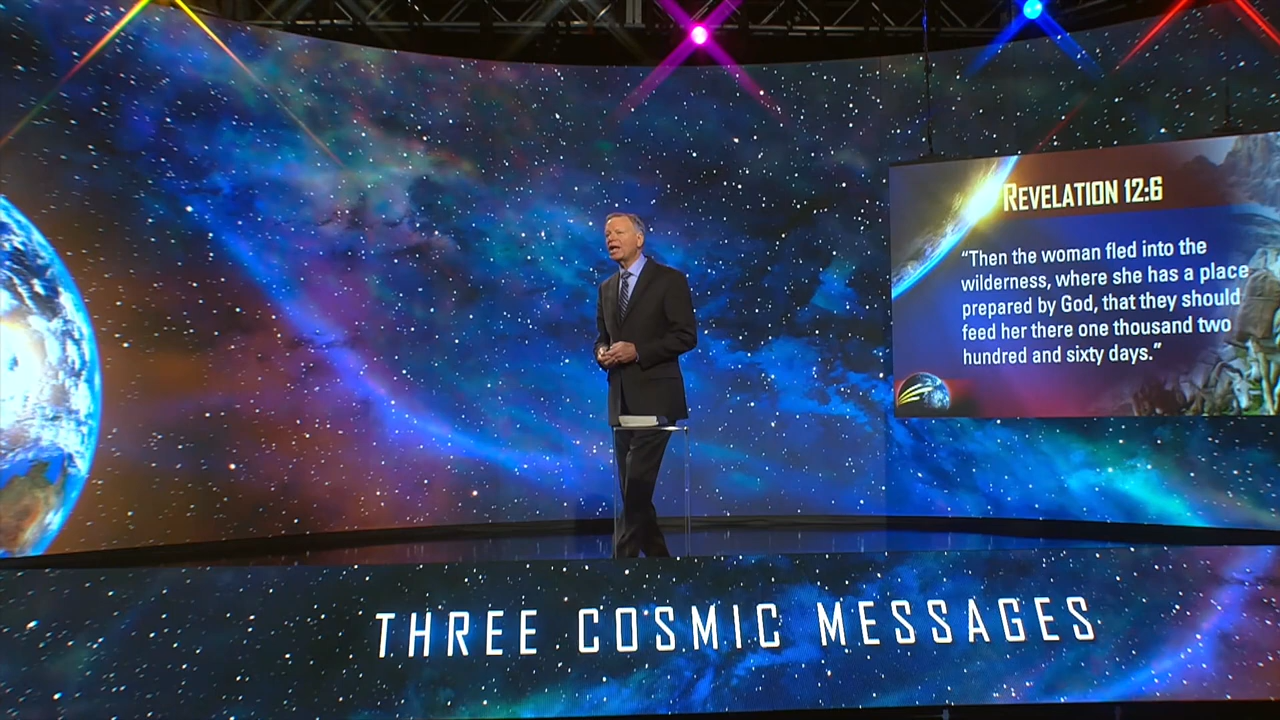 REVELATION 12:6
“Then the woman fled into the
wilderness, where she has a place
prepared by God, that they should
feed her there one thousand two
hundred and sixty days.”
THREE COSMIC MESSAGES